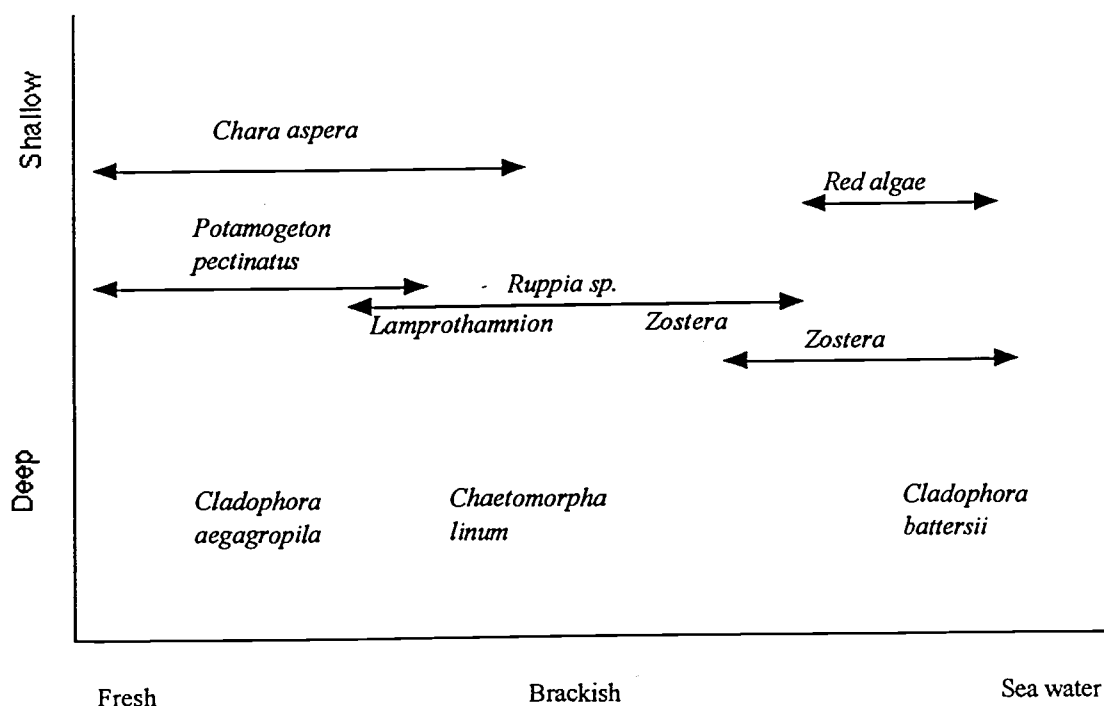 Shallow
Chara aspera
Red algae
Potamogeton
pectinatus
Ruppia sp.
Lamprothamnion
Zostera
Zostera
Deep
Cladophora
aegagropila
Chaetomorpha
linum
Cladophora
battersii
Fresh
Brackish
Sea water